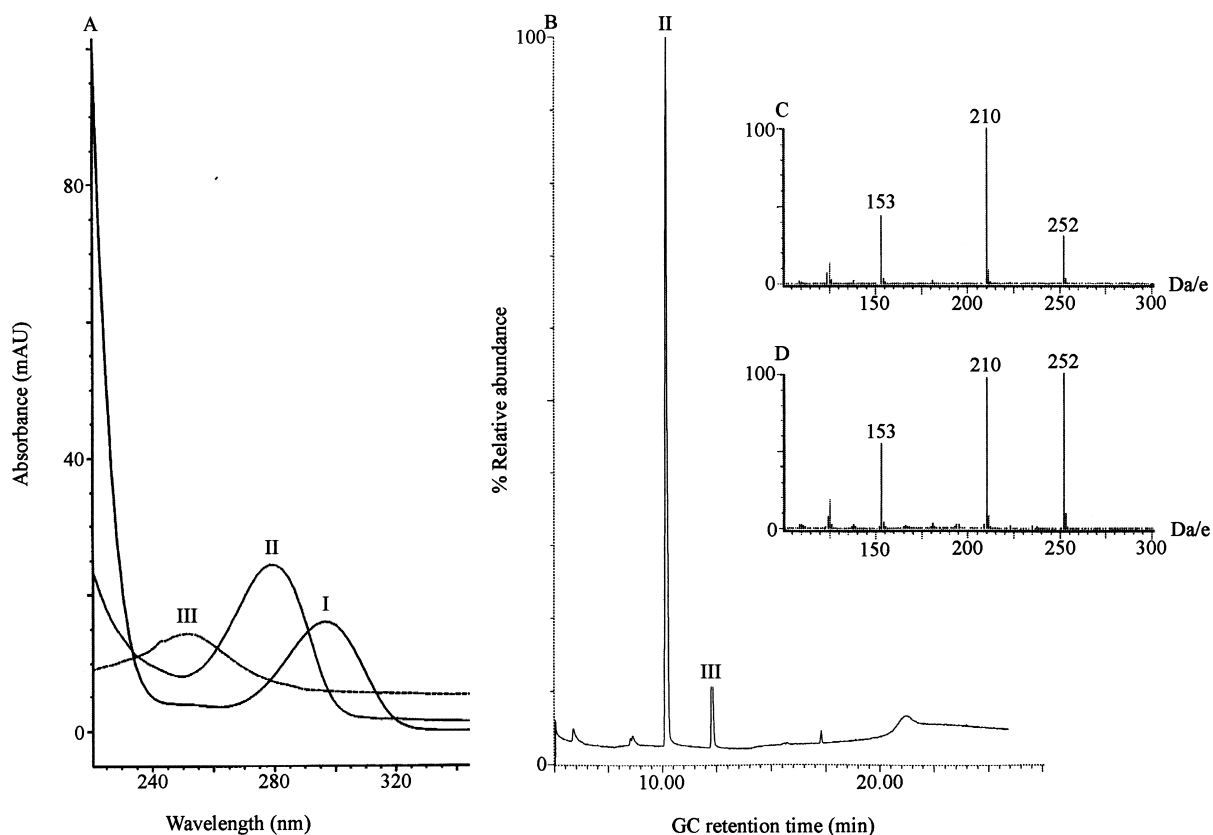 A
Absorbance (mAU)
80
40
0
III
II
I
240
280
320
Wavelength (nm)
B
II
100
% Relative abundance
III
0
10.00
20.00
GC retention time (min)
C
210
100
153
252
0
150
200
250
300
Da/e
D
210
252
100
153
0
150
200
250
300
Da/e